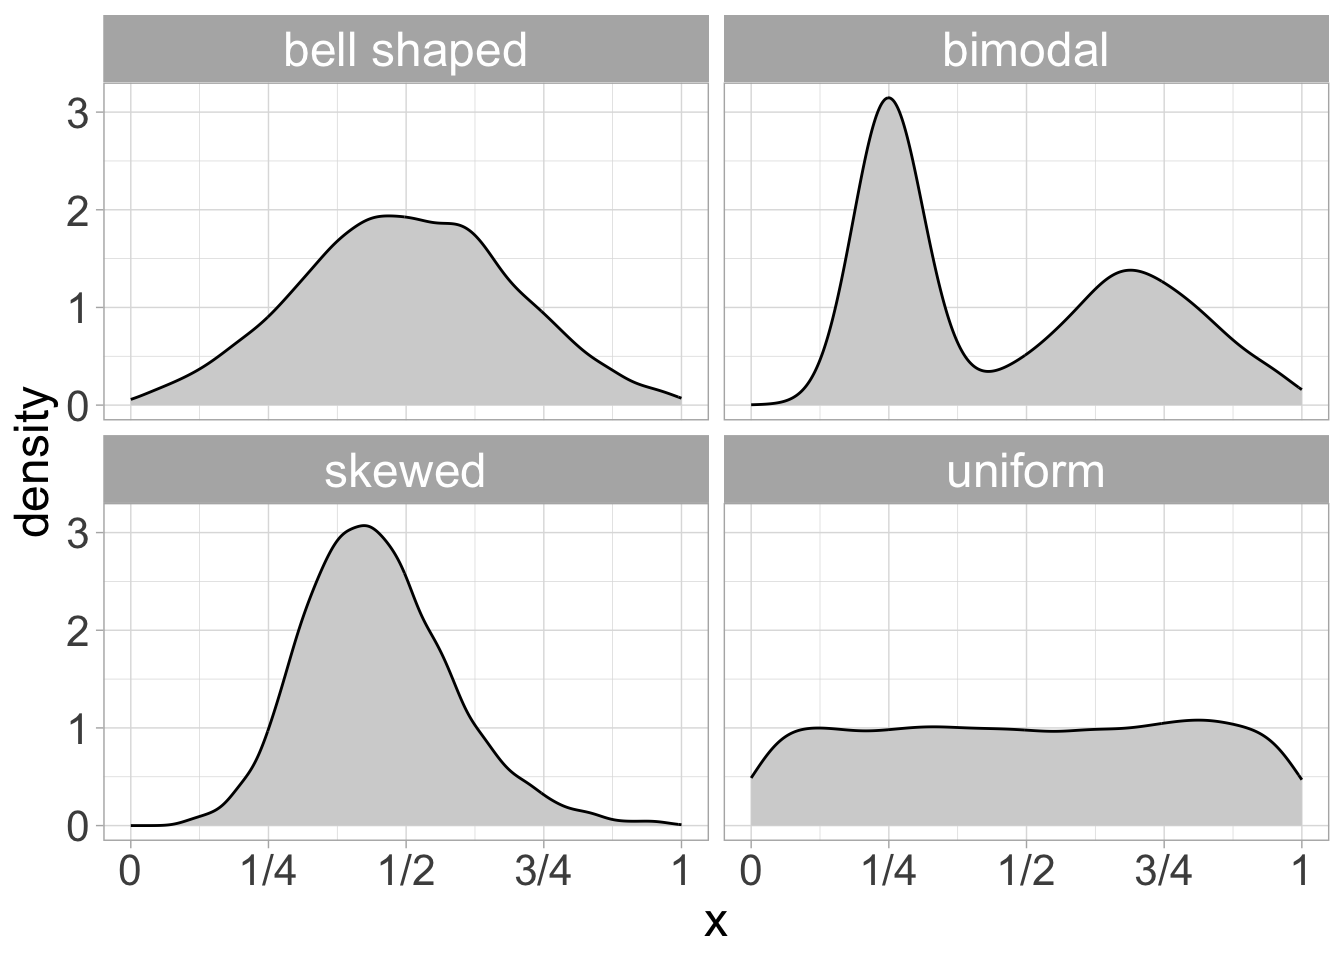 bell shaped
bimodal
3
2
1
0
skewed
uniform
3
2
1
0
density
0 1/4 1/2 3/4 1
0 1/4 1/2 3/4 1
x